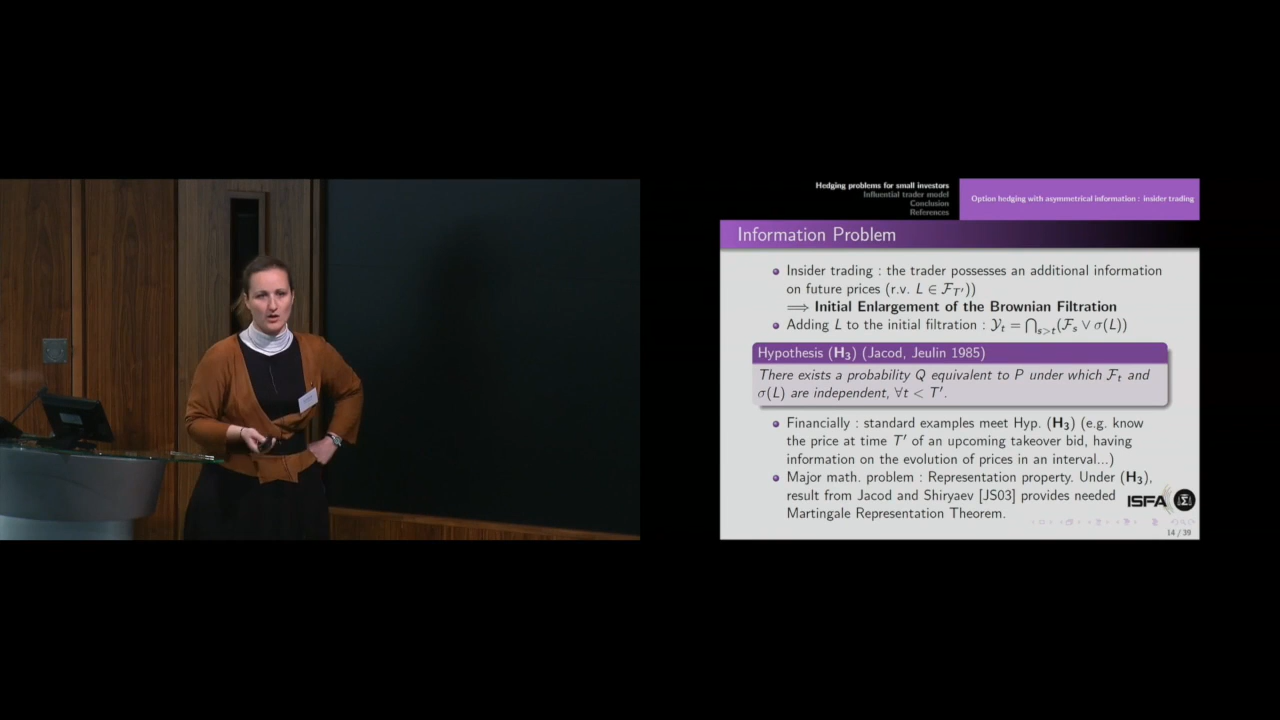 Hedging problems for small investors
Influential trader model
Conclusion
References
Option hedging with asymmetrical information : insider trading
Information Problem
Insider trading : the trader possesses an additional information
on future prices (r.v. L ∈ 𝓕_{T′}))
⟹ Initial Enlargement of the Brownian Filtration
Adding L to the initial filtration : 𝒴_t = ⋂_{s>t}(𝓕_s ∨ σ(L))
Hypothesis (H₃) (Jacod, Jeulin 1985)
There exists a probability Q equivalent to P under which 𝓕_t and
σ(L) are independent, ∀t < T′.
Financially : standard examples meet Hyp. (H₃) (e.g. know
the price at time T′ of an upcoming takeover bid, having
information on the evolution of prices in an interval...)
Major math. problem : Representation property. Under (H₃),
result from Jacod and Shiryaev [JS03] provides needed
Martingale Representation Theorem.
ISFA
14 / 39